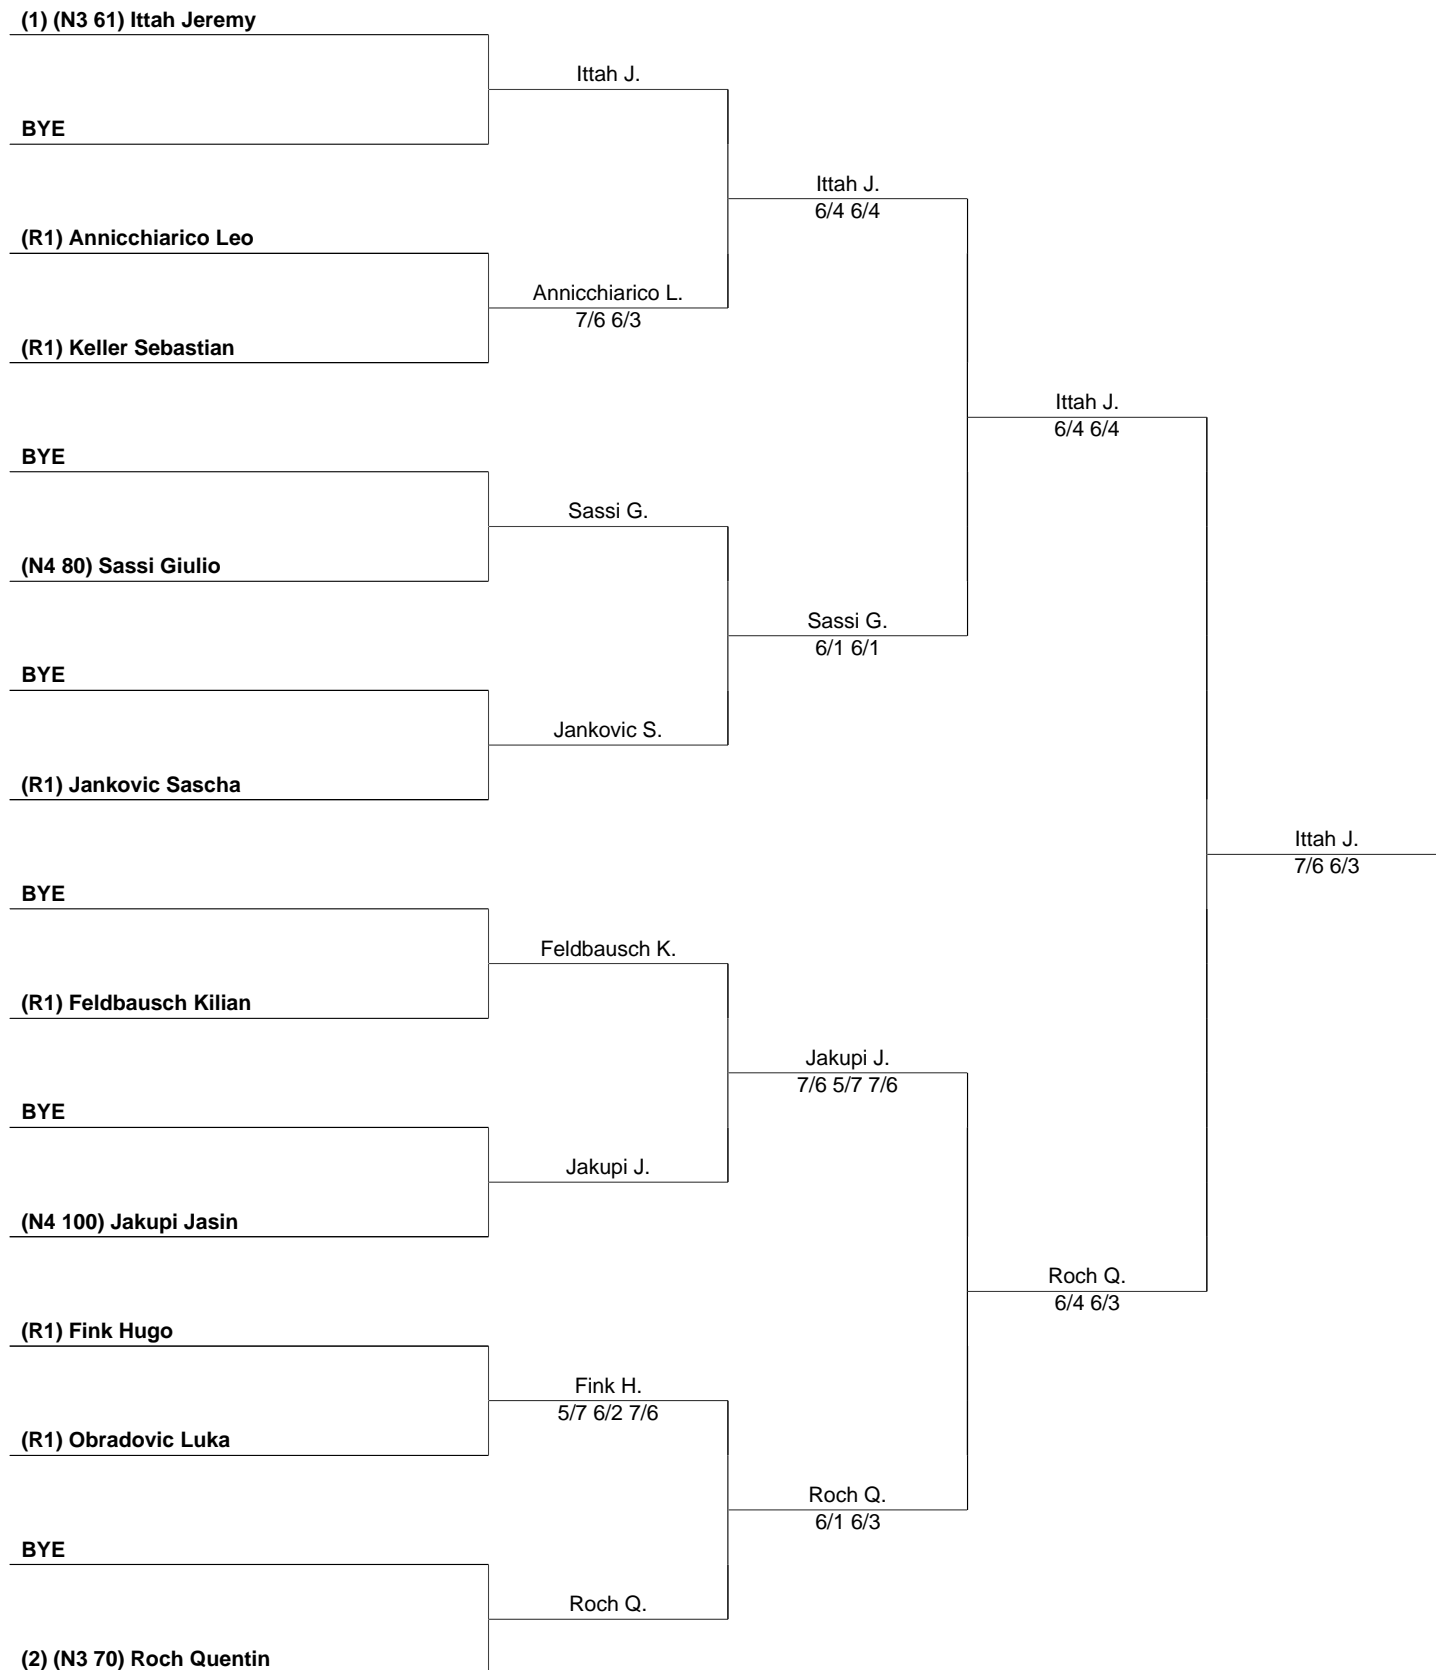 (1) (N3 61) Ittah Jeremy
Ittah J.
BYE
Ittah J.
6/4 6/4
(R1) Annicchiarico Leo
Annicchiarico L.
7/6 6/3
(R1) Keller Sebastian
Ittah J.
6/4 6/4
BYE
Sassi G.
(N4 80) Sassi Giulio
Sassi G.
6/1 6/1
BYE
Jankovic S.
(R1) Jankovic Sascha
Ittah J.
7/6 6/3
BYE
Feldbausch K.
(R1) Feldbausch Kilian
Jakupi J.
7/6 5/7 7/6
BYE
Jakupi J.
(N4 100) Jakupi Jasin
Roch Q.
6/4 6/3
(R1) Fink Hugo
Fink H.
5/7 6/2 7/6
(R1) Obradovic Luka
Roch Q.
6/1 6/3
BYE
Roch Q.
(2) (N3 70) Roch Quentin